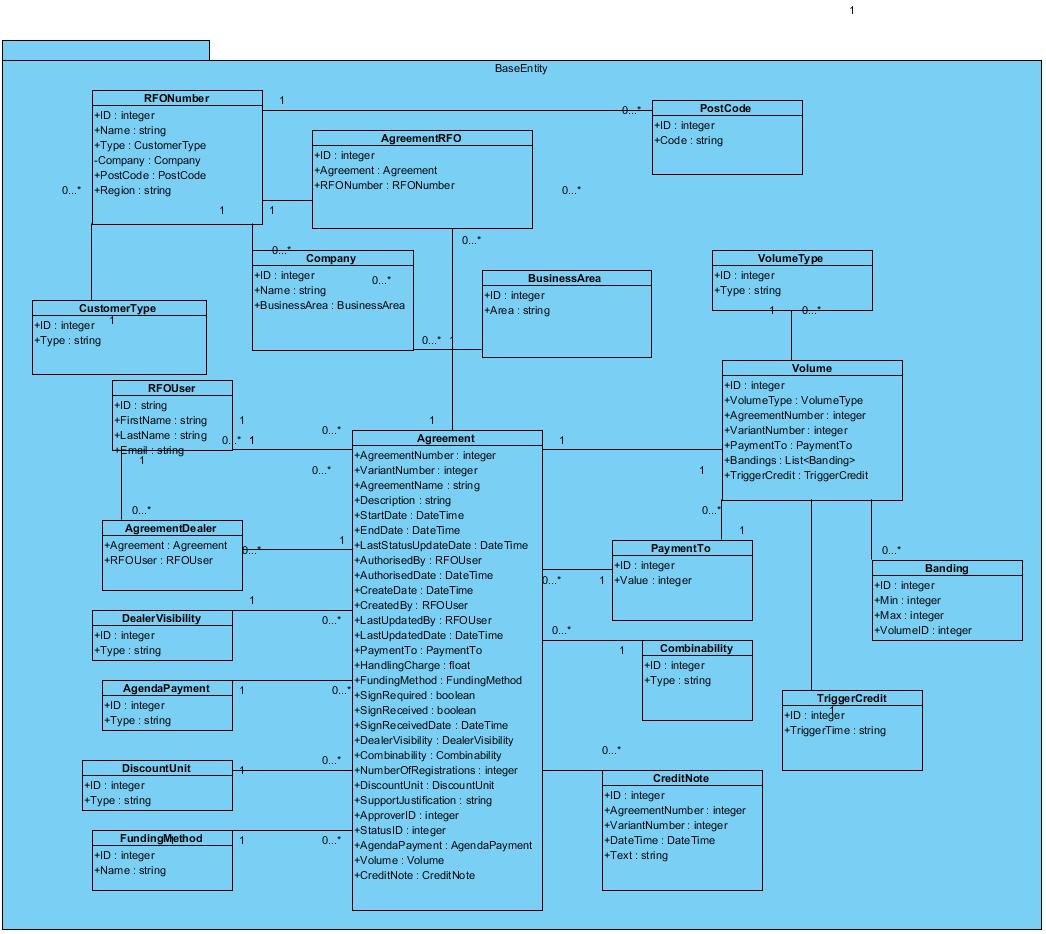 1
BaseEntity
RFONumber
+ID : integer
+Name : string
+Type : CustomerType
-Company : Company
+PostCode : PostCode
+Region : string
1
0...*
PostCode
+ID : integer
+Code : string
AgreementRFO
+ID : integer
+Agreement : Agreement
+RFONumber : RFONumber
0...*
0...*
1
1
0...*
0...*
Company
+ID : integer
+Name : string
+BusinessArea : BusinessArea
0...*
BusinessArea
+ID : integer
+Area : string
VolumeType
+ID : integer
+Type : string
1
0...*
CustomerType
+ID : integer
+Type : string
1
0...*
1
RFOUser
+ID : string
+FirstName : string
+LastName : string
+Email : string
1
0...*
1
1
0...*
0...*
1
Agreement
+AgreementNumber : integer
+VariantNumber : integer
+AgreementName : string
+Description : string
+StartDate : DateTime
+EndDate : DateTime
+LastStatusUpdateDate : DateTime
+AuthorisedBy : RFOUser
+AuthorisedDate : DateTime
+CreateDate : DateTime
+CreatedBy : RFOUser
+LastUpdatedBy : RFOUser
+LastUpdatedDate : DateTime
+PaymentTo : PaymentTo
+HandlingCharge : float
+FundingMethod : FundingMethod
+SignRequired : boolean
+SignReceived : boolean
+SignReceivedDate : DateTime
+DealerVisibility : DealerVisibility
+Combinability : Combinability
+NumberOfRegistrations : integer
+DiscountUnit : DiscountUnit
+SupportJustification : string
+ApproverID : integer
+StatusID : integer
+AgendaPayment : AgendaPayment
+Volume : Volume
+CreditNote : CreditNote
1
1
Volume
+ID : integer
+VolumeType : VolumeType
+AgreementNumber : integer
+VariantNumber : integer
+PaymentTo : PaymentTo
+Bandings : List<Banding>
+TriggerCredit : TriggerCredit
0...*
1
0...*
AgreementDealer
+Agreement : Agreement
+RFOUser : RFOUser
0...*
1
0...*
PaymentTo
+ID : integer
+Value : integer
0...*
1
0...*
Banding
+ID : integer
+Min : integer
+Max : integer
+VolumeID : integer
DealerVisibility
+ID : integer
+Type : string
1
0...*
Combinability
+ID : integer
+Type : string
0...*
1
AgendaPayment
+ID : integer
+Type : string
1
0...*
TriggerCredit
+ID : integer
+TriggerTime : string
1
DiscountUnit
+ID : integer
+Type : string
1
0...*
CreditNote
+ID : integer
+AgreementNumber : integer
+VariantNumber : integer
+DateTime : DateTime
+Text : string
0...*
FundingMethod
+ID : integer
+Name : string
1
1
0...*